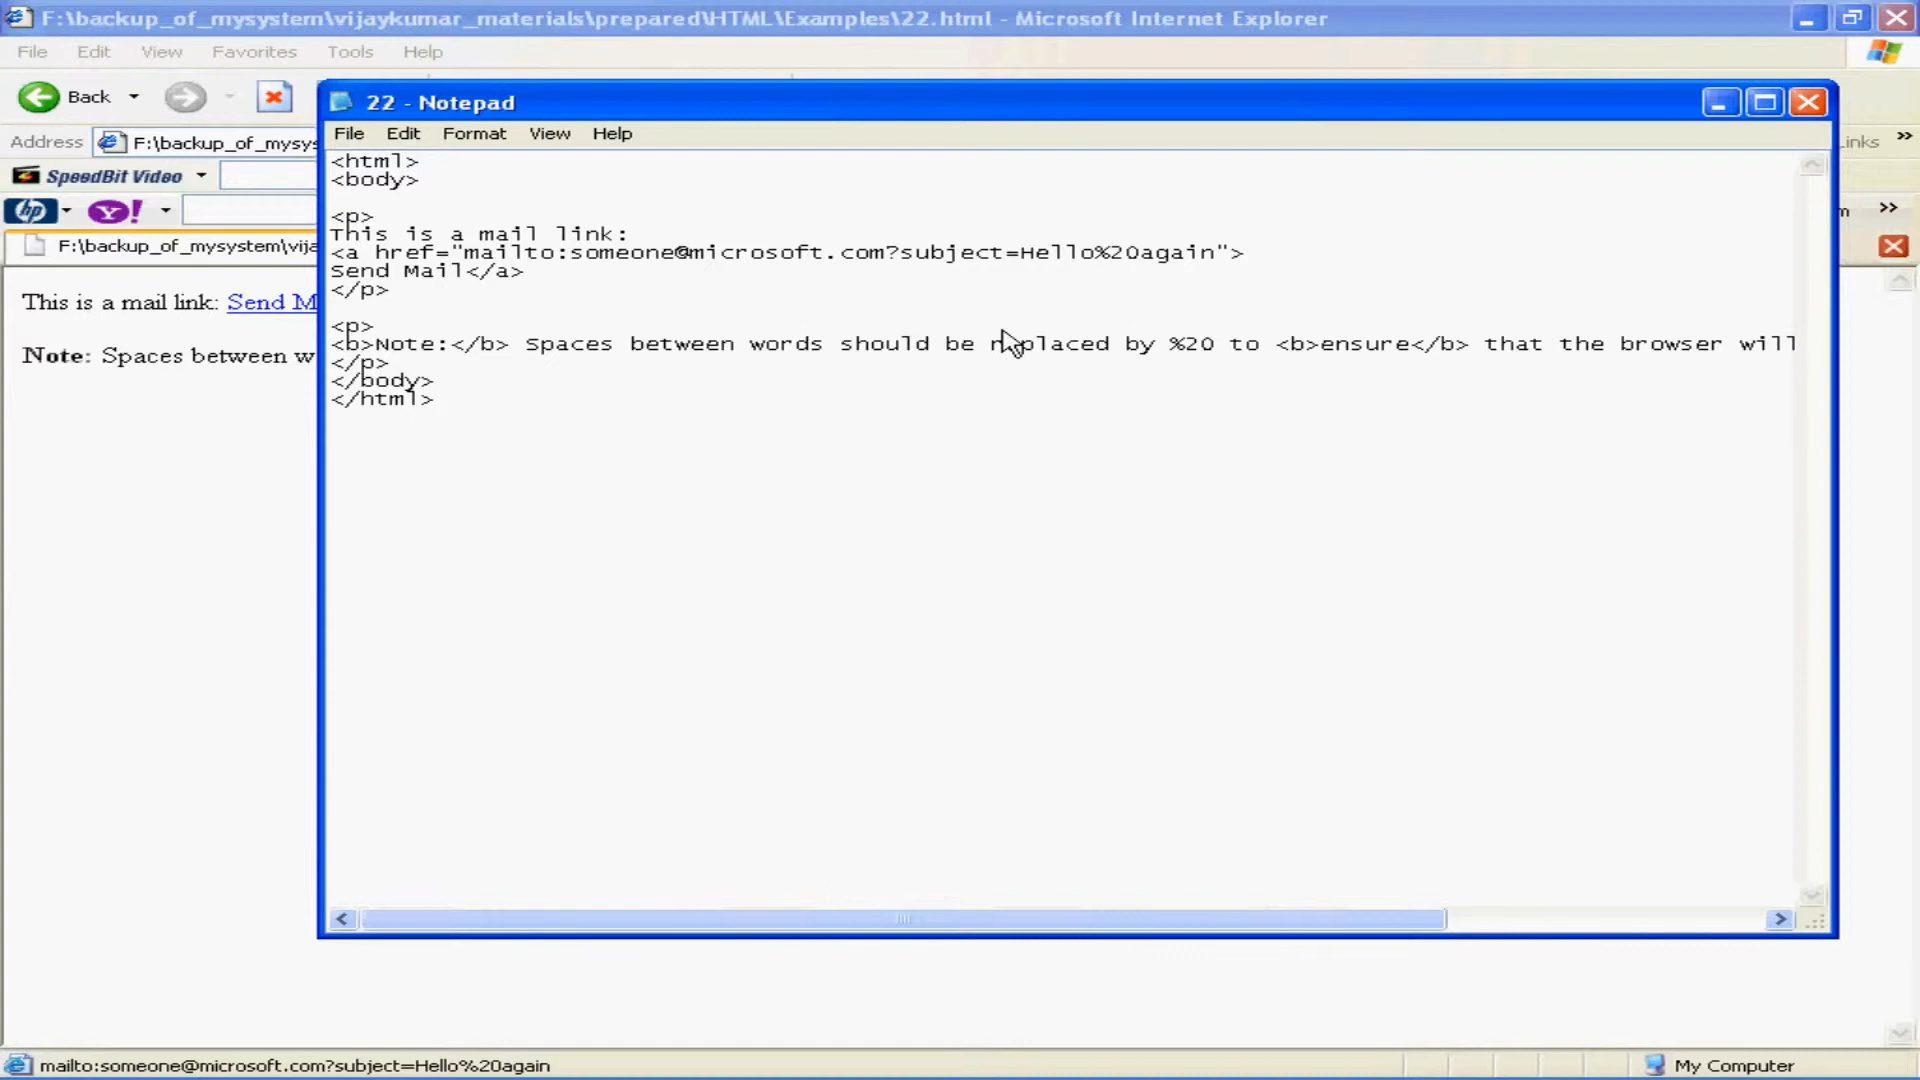 F:\backup_of_mysystem\vijaykumar_materials\prepared\HTML\Examples\22.html - Microsoft Internet Explorer
File Edit View Favorites Tools Help
Back
22 - Notepad
Address F:\backup_of_mysys
Links
File Edit Format View Help
SpeedBit Video
hp Y!
F:\backup_of_mysystem\vija
This is a mail link: Send M
Note: Spaces between w
<html>
<body>
<p>
This is a mail link:
<a href="mailto:someone@microsoft.com?subject=Hello%20again">
Send Mail</a>
</p>
<p>
<b>Note:</b> Spaces between words should be replaced by %20 to <b>ensure</b> that the browser will
</p>
</body>
</html>
mailto:someone@microsoft.com?subject=Hello%20again
My Computer